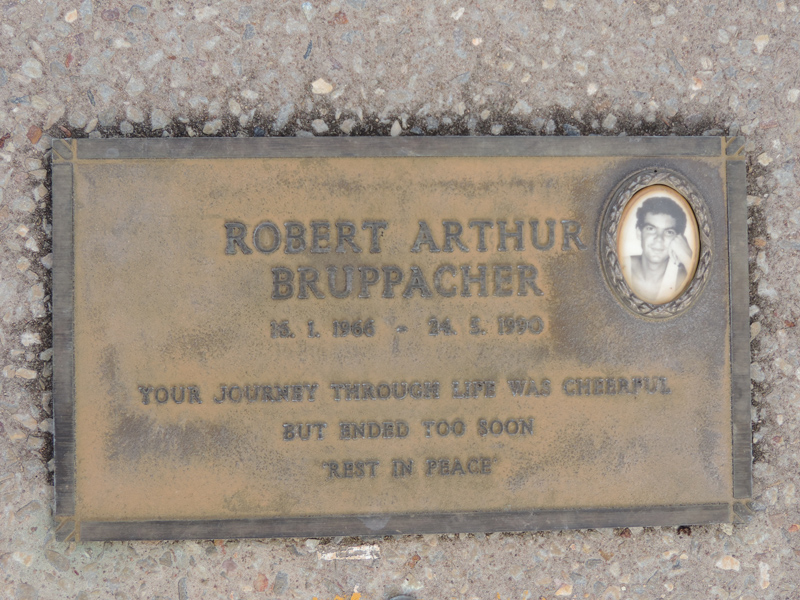 ROBERT ARTHUR
BRUPPACHER
15. 1. 1966 - 24. 5. 1990
YOUR JOURNEY THROUGH LIFE WAS CHEERFUL
BUT ENDED TOO SOON
"REST IN PEACE"